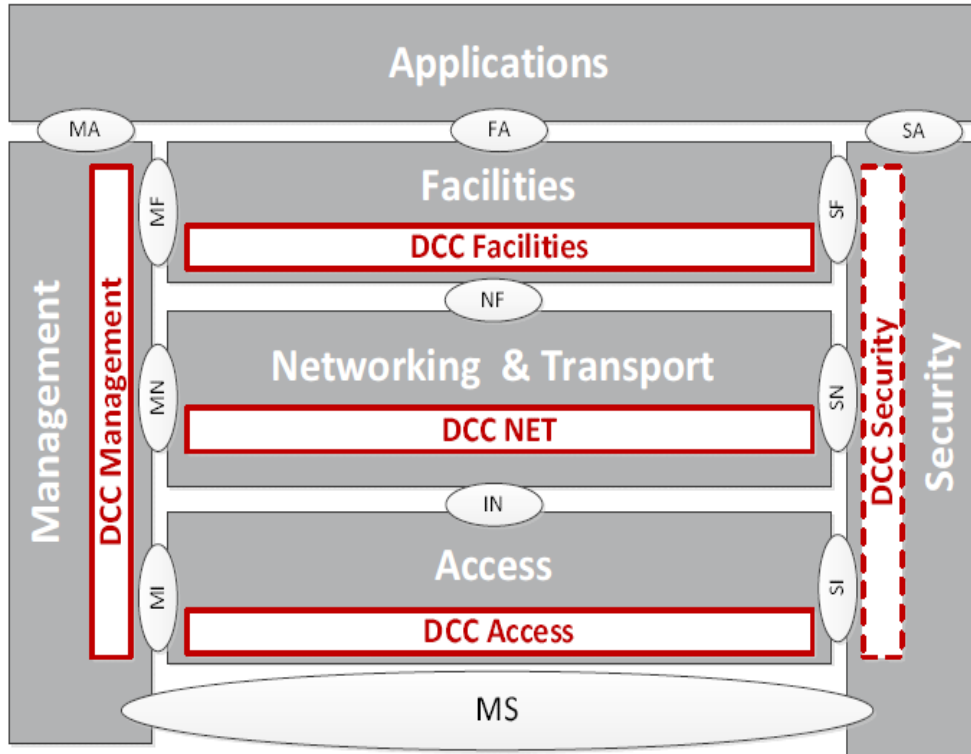 Applications
MA
FA
SA
Facilities
MF
SF
DCC Facilities
NF
Management
DCC Management
Networking & Transport
MN
SN
DCC NET
DCC Security
Security
IN
Access
MI
SI
DCC Access
MS